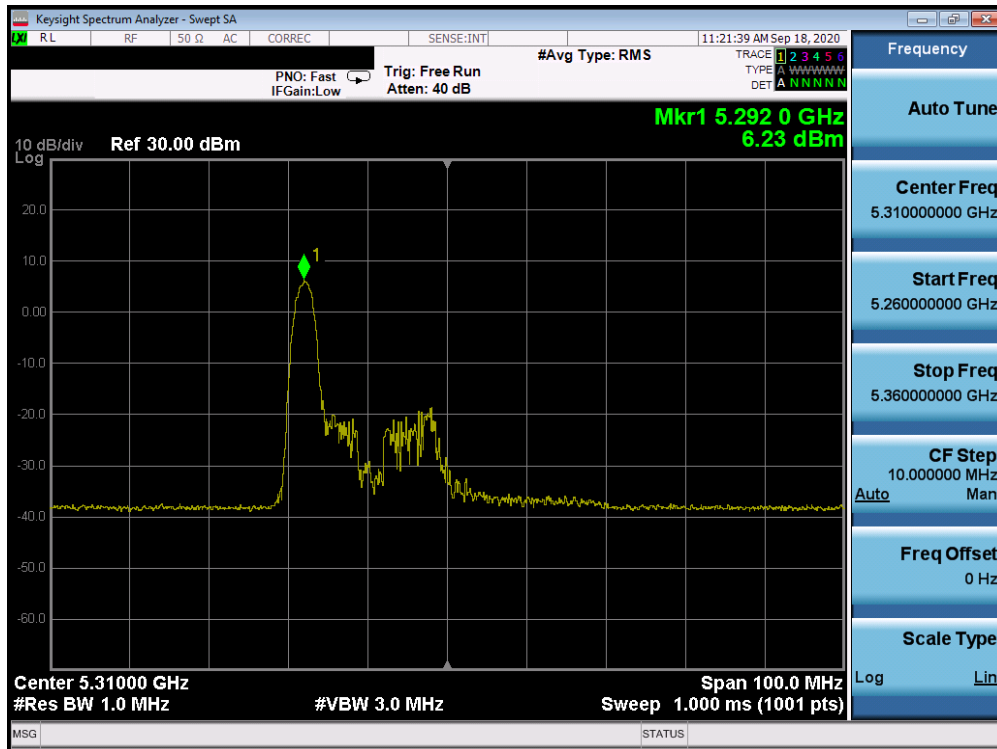 Keysight Spectrum Analyzer - Swept SA
LXI RL RF 50 Ω AC CORREC SENSE:INT 11:21:39 AM Sep 18, 2020
#Avg Type: RMS TRACE 1 2 3 4 5 6
PNO: Fast Trig: Free Run TYPE A WWWWW
IFGain:Low Atten: 40 dB DET A N N N N N
Mkr1 5.292 0 GHz
6.23 dBm
10 dB/div Ref 30.00 dBm
Log
1
20.0
10.0
0.00
-10.0
-20.0
-30.0
-40.0
-50.0
-60.0
Center 5.31000 GHz Span 100.0 MHz
#Res BW 1.0 MHz #VBW 3.0 MHz Sweep 1.000 ms (1001 pts)
MSG STATUS
Frequency
Auto Tune
Center Freq
5.310000000 GHz
Start Freq
5.260000000 GHz
Stop Freq
5.360000000 GHz
CF Step
10.000000 MHz
Auto Man
Freq Offset
0 Hz
Scale Type
Log Lin